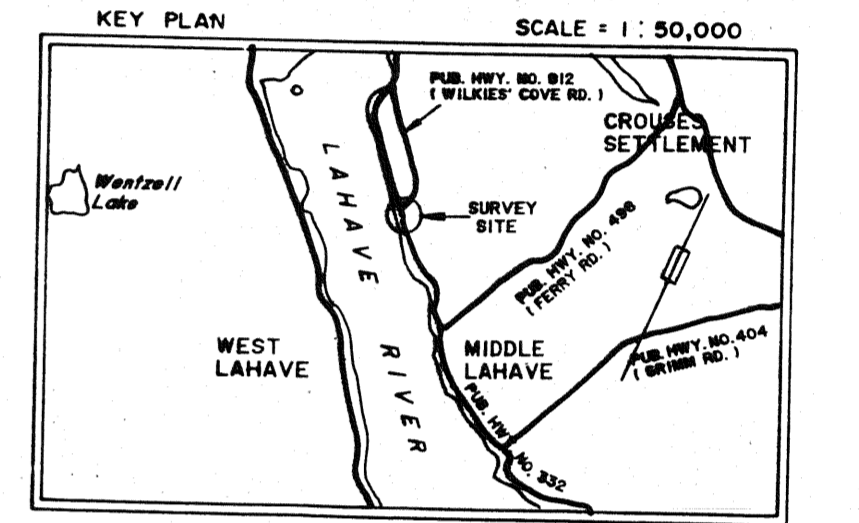 KEY PLAN
SCALE = 1 : 50,000
PUB. HWY. NO. 812
( WILKIES' COVE RD. )
CROUSES
SETTLEMENT
Wentzell
Lake
LAHAVE RIVER
SURVEY
SITE
PUB. HWY. NO. 498
( FERRY RD. )
WEST
LAHAVE
MIDDLE
LAHAVE
PUB. HWY. NO. 404
( GRIMM RD. )
PUB. HWY. NO. 332